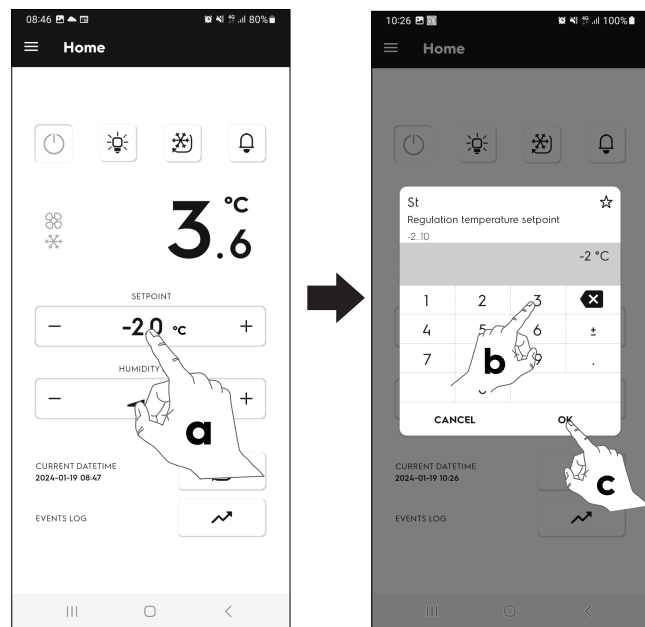 08:46 80%
Home
3.6 °C
SETPOINT
− -2.0 °C +
HUMIDITY
− +
a
CURRENT DATETIME
2024-01-19 08:47
EVENTS LOG
10:26 100%
Home
St
Regulation temperature setpoint
-2..10
-2 °C
1 2 3
4 5 6 ±
7 9 .
b
CANCEL OK
c
CURRENT DATETIME
2024-01-19 10:26
EVENTS LOG